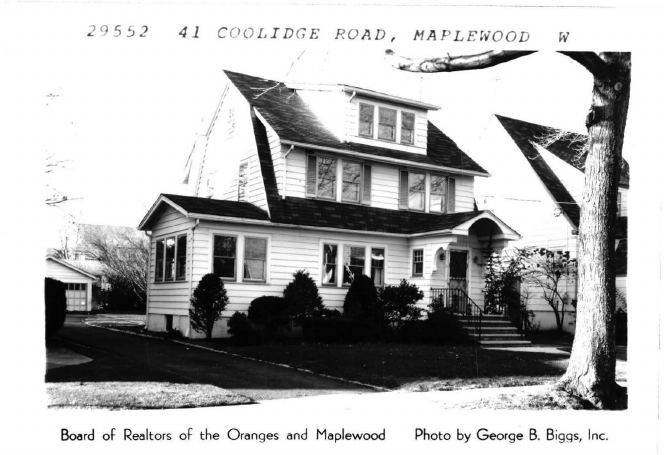 29552 41 COOLIDGE ROAD, MAPLEWOOD W
Board of Realtors of the Oranges and Maplewood Photo by George B. Biggs, Inc.